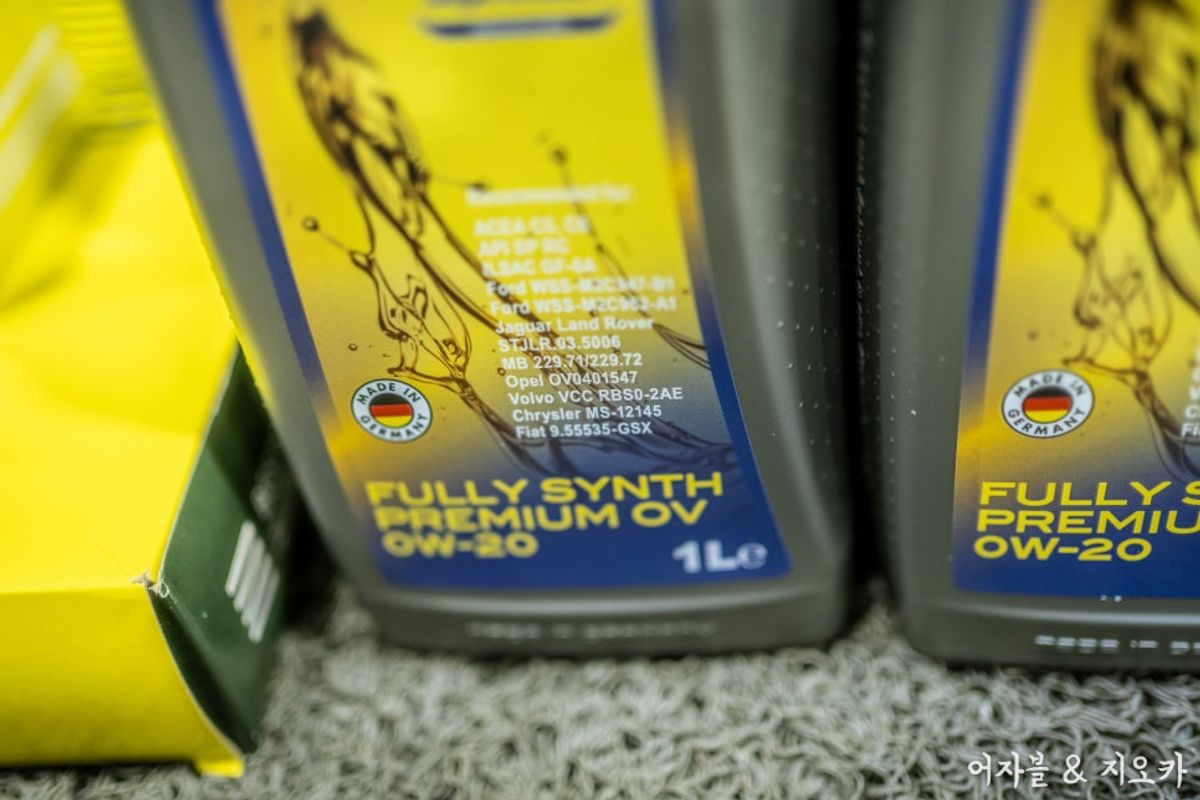 Recommended for:
ACEA C5, C6
API SP RC
ILSAC GF-6A
Ford WSS-M2C947-B1
Ford WSS-M2C962-A1
Jaguar Land Rover
STJLR.03.5006
MB 229.71/229.72
Opel OV0401547
Volvo VCC RBS0-2AE
Chrysler MS-12145
Fiat 9.55535-GSX
MADE IN GERMANY
FULLY SYNTH
PREMIUM OV
0W-20
1L e
MADE IN GERMANY
FULLY S
PREMIU
0W-20
어자블 & 지오카